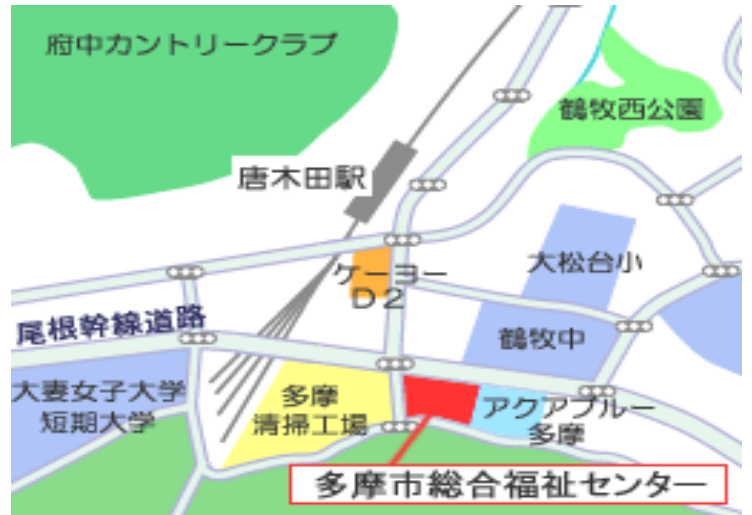 府中カントリークラブ
鶴牧西公園
唐木田駅
大松台小
ケーヨー
D2
尾根幹線道路
鶴牧中
大妻女子大学
短期大学
多摩
清掃工場
アクアブルー
多摩
多摩市総合福祉センター